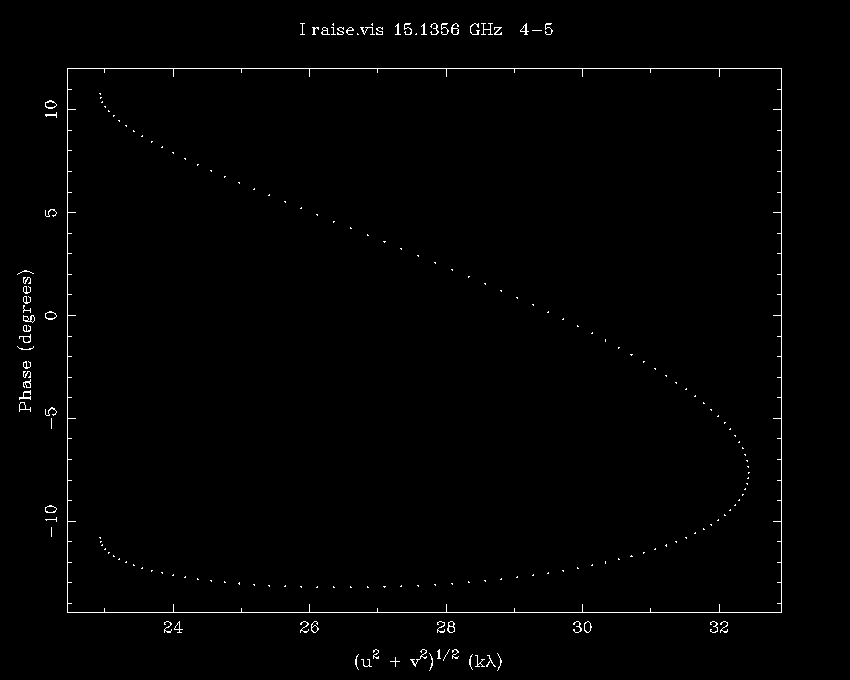 I raise.vis 15.1356 GHz 4−5
10
5
0
−5
−10
Phase (degrees)
24 26 28 30 32
(u² + v²)^1/2 (kλ)